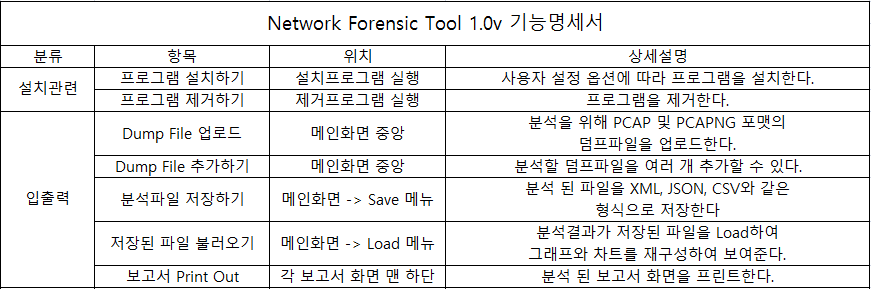 Network Forensic Tool 1.0v 기능명세서
분류 항목 위치 상세설명
설치관련
프로그램 설치하기 설치프로그램 실행 사용자 설정 옵션에 따라 프로그램을 설치한다.
프로그램 제거하기 제거프로그램 실행 프로그램을 제거한다.
입출력
Dump File 업로드 메인화면 중앙 분석을 위해 PCAP 및 PCAPNG 포맷의
덤프파일을 업로드한다.
Dump File 추가하기 메인화면 중앙 분석할 덤프파일을 여러 개 추가할 수 있다.
분석파일 저장하기 메인화면 -> Save 메뉴 분석 된 파일을 XML, JSON, CSV와 같은
형식으로 저장한다
저장된 파일 불러오기 메인화면 -> Load 메뉴 분석결과가 저장된 파일을 Load하여
그래프와 차트를 재구성하여 보여준다.
보고서 Print Out 각 보고서 화면 맨 하단 분석 된 보고서 화면을 프린트한다.